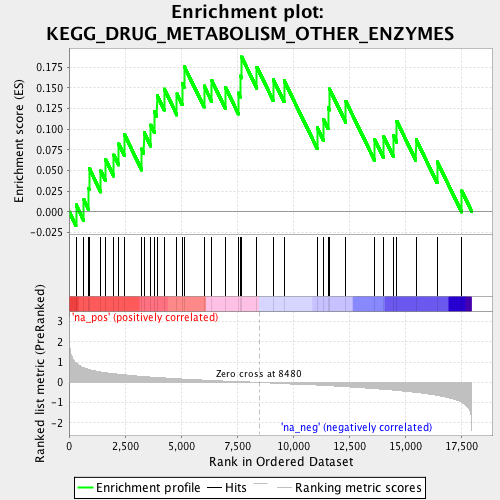 Enrichment plot:
KEGG_DRUG_METABOLISM_OTHER_ENZYMES
Enrichment score (ES)
0.175
0.150
0.125
0.100
0.075
0.050
0.025
0.000
-0.025
'na_pos' (positively correlated)
Ranked list metric (PreRanked)
3
2
1
0
-1
-2
Zero cross at 8480
'na_neg' (negatively correlated)
0 2,500 5,000 7,500 10,000 12,500 15,000 17,500
Rank in Ordered Dataset
Enrichment profile Hits Ranking metric scores